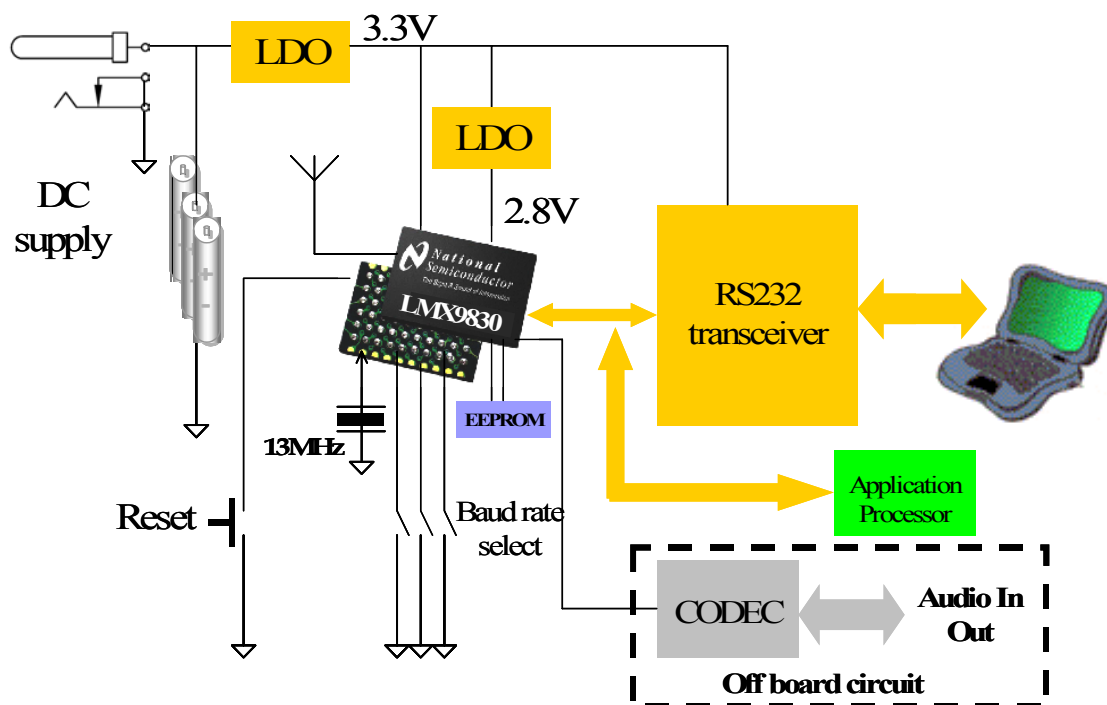 3.3V
LDO
LDO
DC
supply
2.8V
National
Semiconductor
LMX9830
RS232
transceiver
EEPROM
13MHz
Application
Processor
Reset
Baud rate
select
CODEC
Audio In
Out
Off board circuit